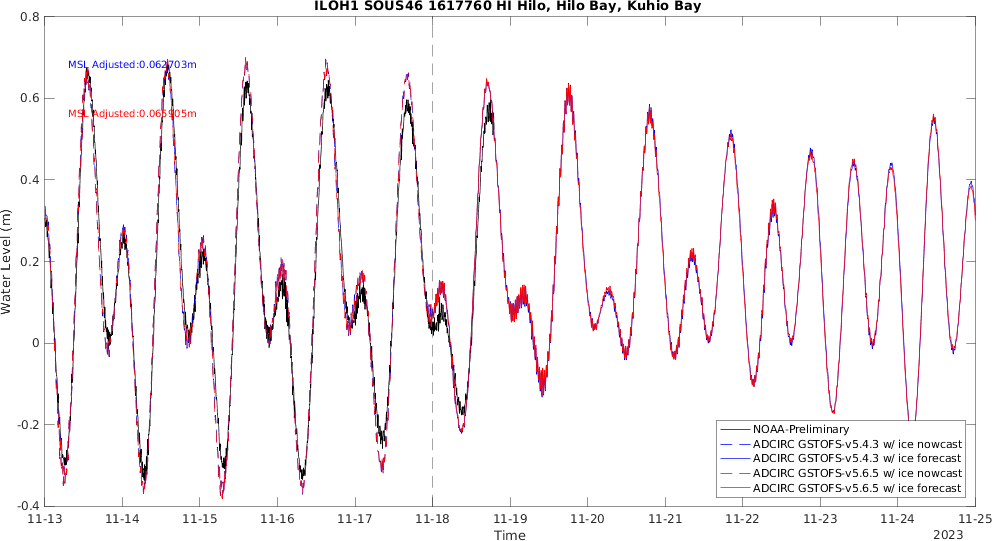 ILOH1 SOUS46 1617760 HI Hilo, Hilo Bay, Kuhio Bay
MSL Adjusted:0.062703m
MSL Adjusted:0.065905m
Water Level (m)
0.8
0.6
0.4
0.2
0
-0.2
-0.4
NOAA-Preliminary
ADCIRC GSTOFS-v5.4.3 w/ ice nowcast
ADCIRC GSTOFS-v5.4.3 w/ ice forecast
ADCIRC GSTOFS-v5.6.5 w/ ice nowcast
ADCIRC GSTOFS-v5.6.5 w/ ice forecast
11-13 11-14 11-15 11-16 11-17 11-18 11-19 11-20 11-21 11-22 11-23 11-24 11-25
Time
2023